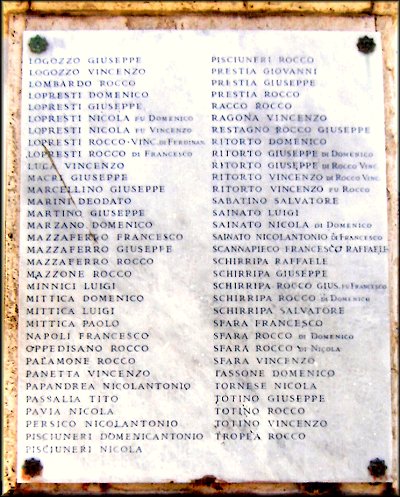 LOGOZZO GIUSEPPE
LOGOZZO VINCENZO
LOMBARDO ROCCO
LOPRESTI DOMENICO
LOPRESTI GIUSEPPE
LOPRESTI NICOLA FU DOMENICO
LOPRESTI NICOLA FU VINCENZO
LOPRESTI ROCCO·VINC. DI FERDINAN.
LOPRESTI ROCCO DI FRANCESCO
LUCA VINCENZO
MACRI GIUSEPPE
MARCELLINO GIUSEPPE
MARINI DEODATO
MARTINO GIUSEPPE
MARZANO DOMENICO
MAZZAFERRO FRANCESCO
MAZZAFERRO GIUSEPPE
MAZZAFERRO ROCCO
MAZZONE ROCCO
MINNICI LUIGI
MITTICA DOMENICO
MITTICA LUIGI
MITTICA PAOLO
NAPOLI FRANCESCO
OPPEDISANO ROCCO
PALAMONE ROCCO
PANETTA VINCENZO
PAPANDREA NICOLANTONIO
PASSALIA TITO
PAVIA NICOLA
PERSICO NICOLANTONIO
PISCIUNERI DOMENICANTONIO
PISCIUNERI NICOLA
PISCIUNERI ROCCO
PRESTIA GIOVANNI
PRESTIA GIUSEPPE
PRESTIA ROCCO
RACCO ROCCO
RAGONA VINCENZO
RESTAGNO ROCCO GIUSEPPE
RITORTO DOMENICO
RITORTO GIUSEPPE DI DOMENICO
RITORTO GIUSEPPE DI ROCCO VINC.
RITORTO VINCENZO DI ROCCO VINC.
RITORTO VINCENZO FU ROCCO
SABATINO SALVATORE
SAINATO LUIGI
SAINATO NICOLA DI DOMENICO
SAINATO NICOLANTONIO di FRANCESCO
SCANNAPIECO FRANCESCO RAFFAELE
SCHIRRIPA RAFFAELE
SCHIRRIPA GIUSEPPE
SCHIRRIPA ROCCO GIUS. FU FRANCESCO
SCHIRRIPA ROCCO DI DOMENICO
SCHIRRIPA SALVATORE
SFARA FRANCESCO
SFARA ROCCO DI DOMENICO
SFARA ROCCO DI NICOLA
SFARA VINCENZO
TASSONE DOMENICO
TORNESE NICOLA
TOTINO GIUSEPPE
TOTINO ROCCO
TOTINO VINCENZO
TROPEA ROCCO